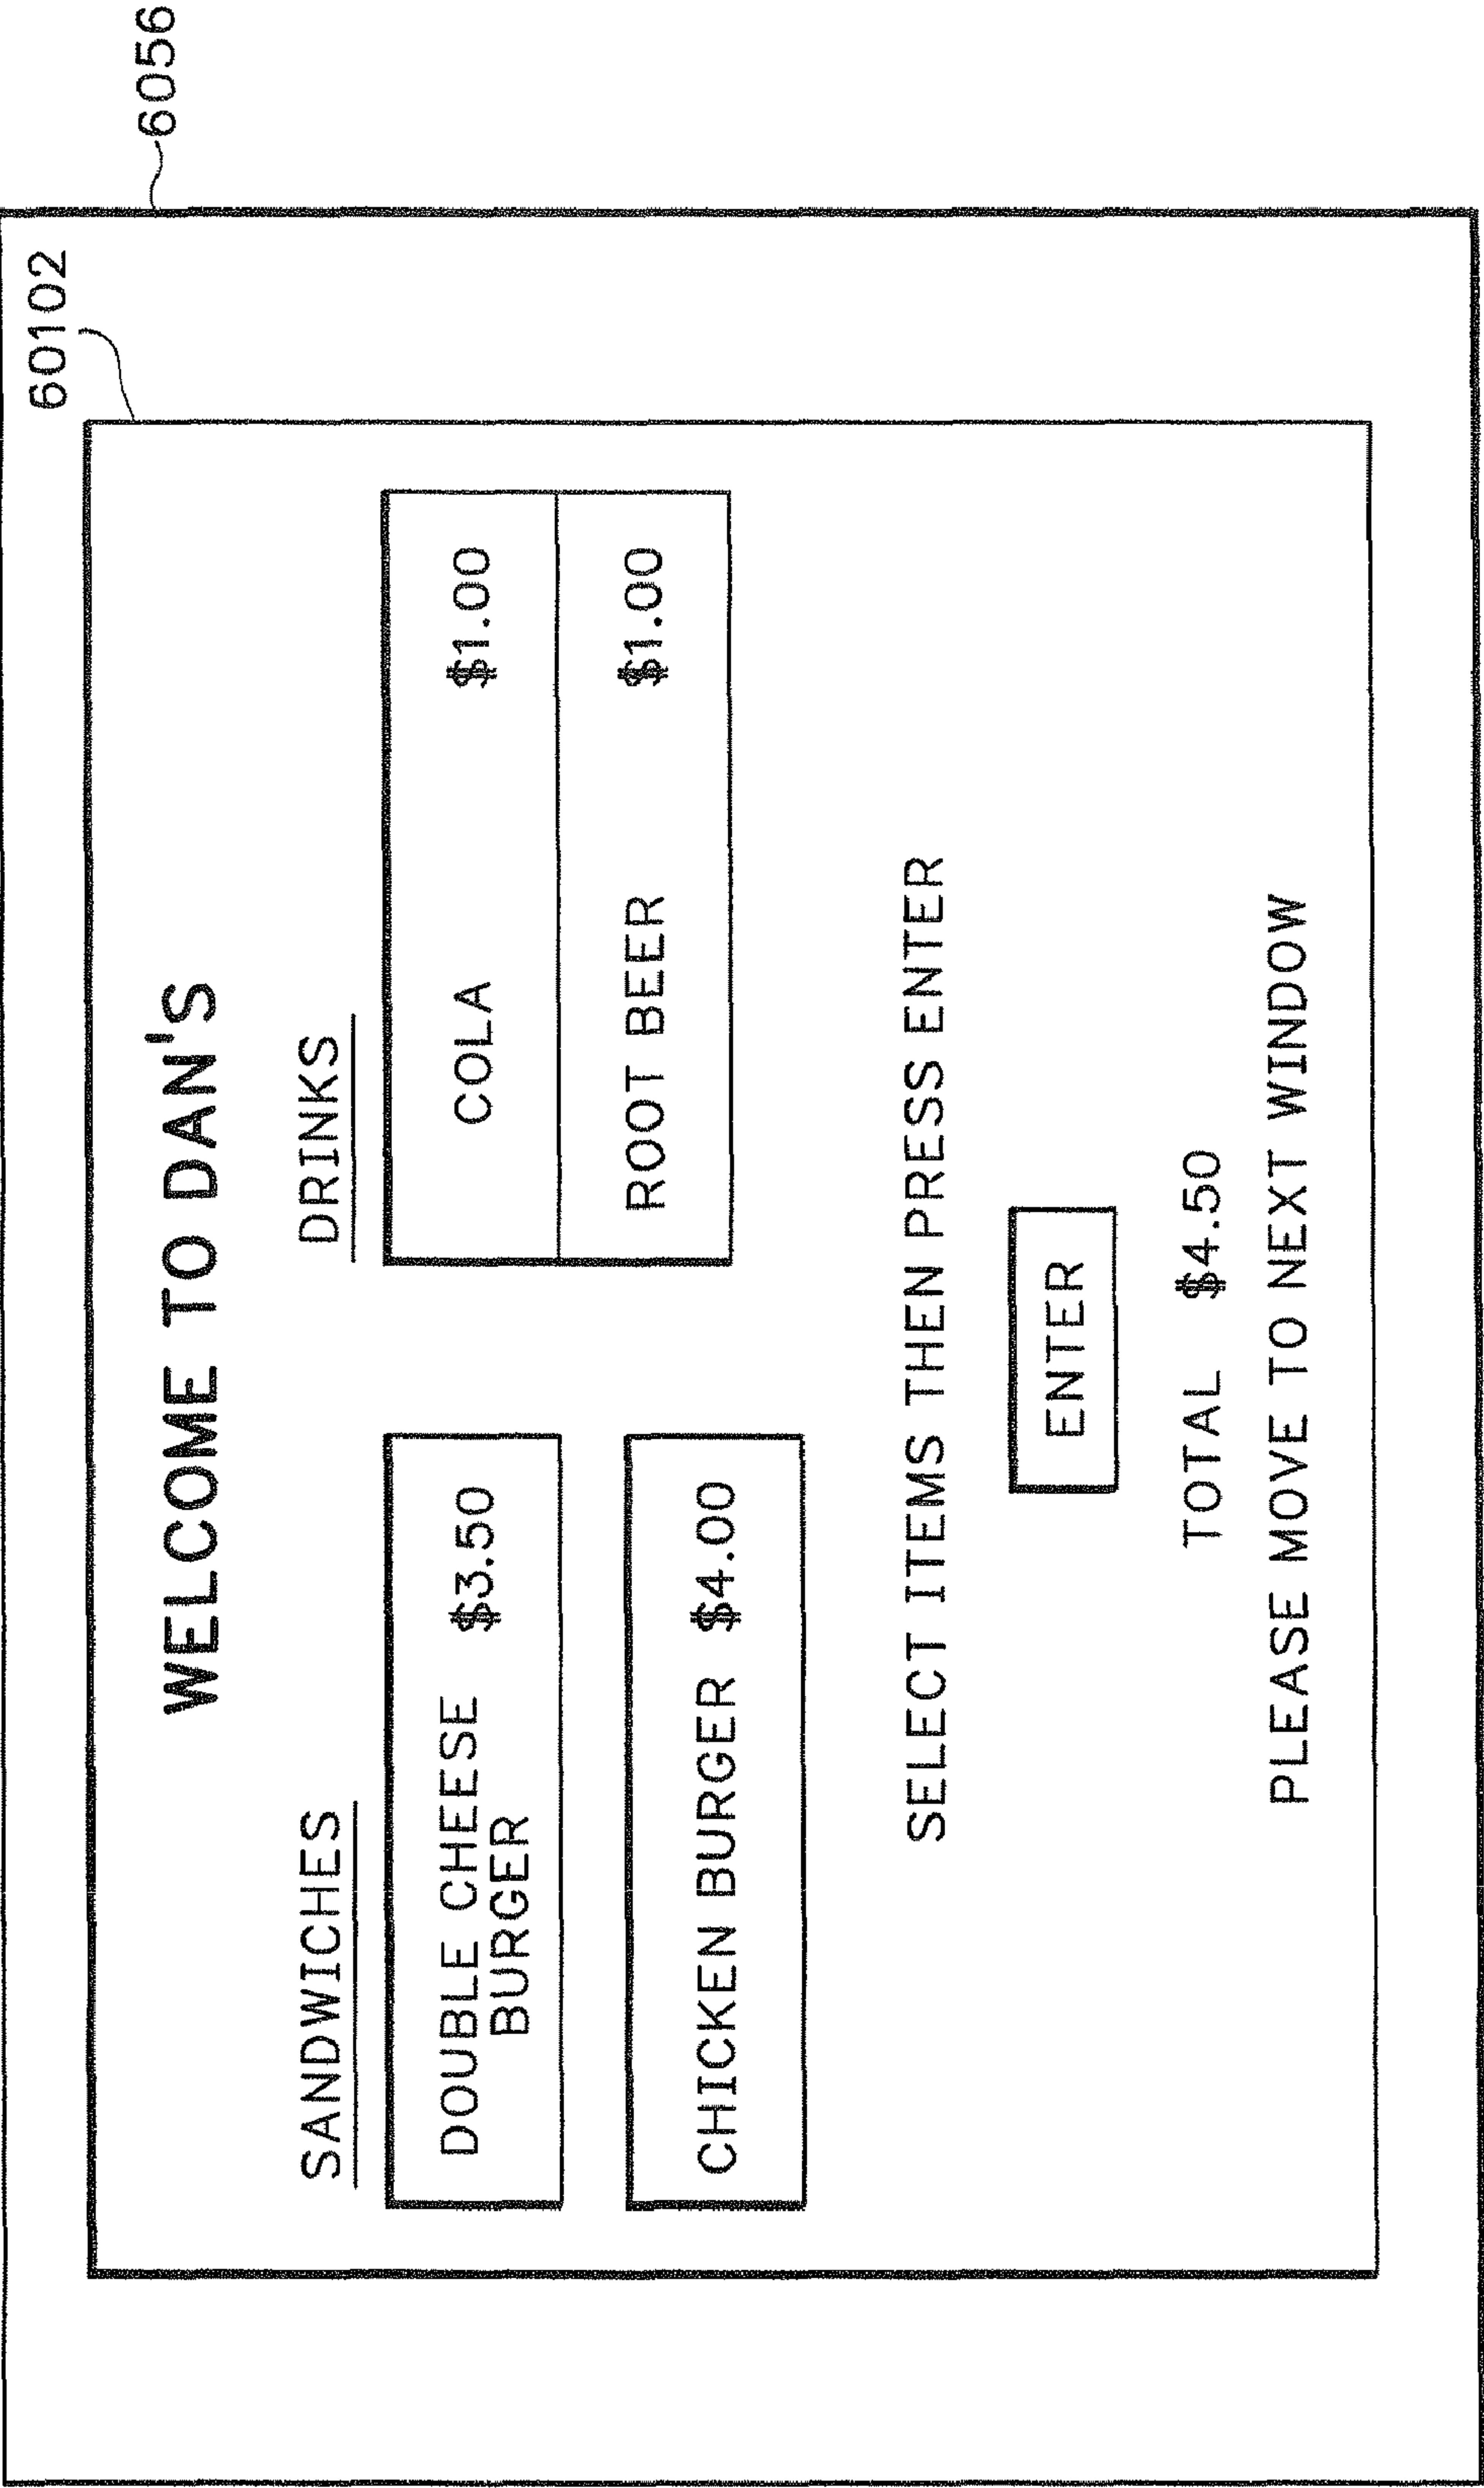 6056
60102
WELCOME TO DAN'S
SANDWICHES
DOUBLE CHEESE $3.50
BURGER
CHICKEN BURGER $4.00
DRINKS
COLA $1.00
ROOT BEER $1.00
SELECT ITEMS THEN PRESS ENTER
ENTER
TOTAL $4.50
PLEASE MOVE TO NEXT WINDOW